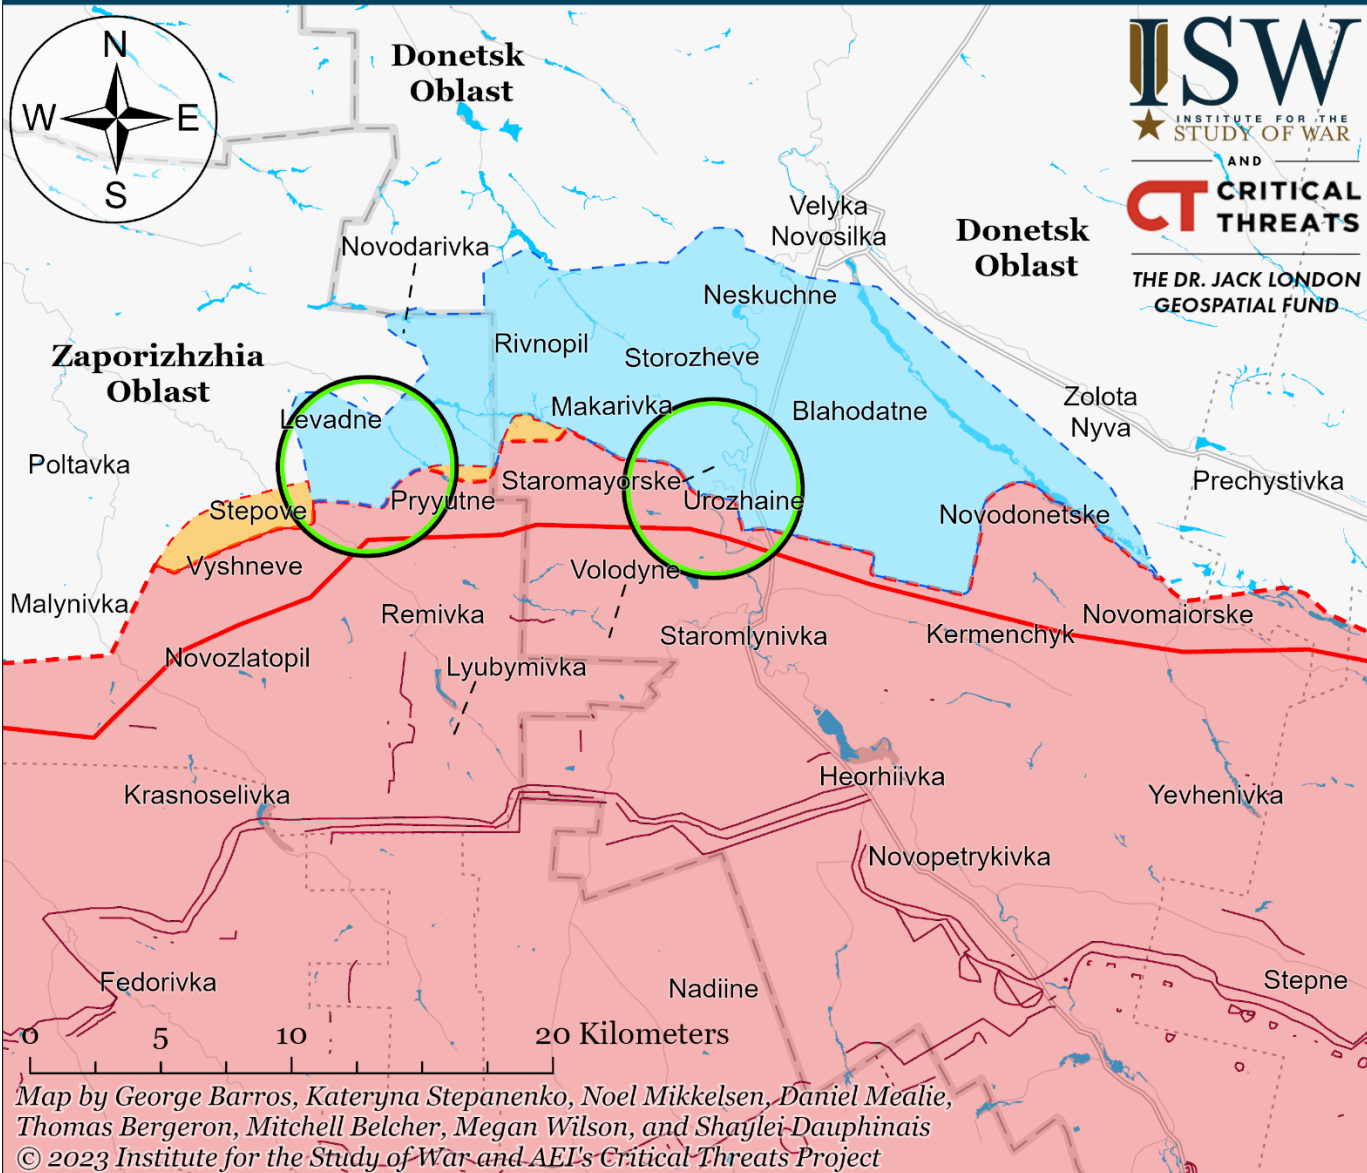 N
W E
S
Donetsk
Oblast
ISW
INSTITUTE FOR THE
STUDY OF WAR
AND
CT CRITICAL
THREATS
THE DR. JACK LONDON
GEOSPATIAL FUND
Velyka
Novosilka
Donetsk
Oblast
Novodarivka
Neskuchne
Rivnopil
Storozheve
Zaporizhzhia
Oblast
Levadne
Makarivka
Blahodatne
Zolota
Nyva
Poltavka
Staromayorske
Prechystivka
Stepove
Pryyutne
Urozhaine
Novodonetske
Vyshneve
Volodyne
Malynivka
Remivka
Novomaiorske
Staromlynivka
Kermenchyk
Novozlatopil
Lyubymivka
Heorhiivka
Krasnoselivka
Yevhenivka
Novopetrykivka
Fedorivka
Nadiine
Stepne
0 5 10 20 Kilometers
Map by George Barros, Kateryna Stepanenko, Noel Mikkelsen, Daniel Mealie,
Thomas Bergeron, Mitchell Belcher, Megan Wilson, and Shaylei Dauphinais
© 2023 Institute for the Study of War and AEI's Critical Threats Project